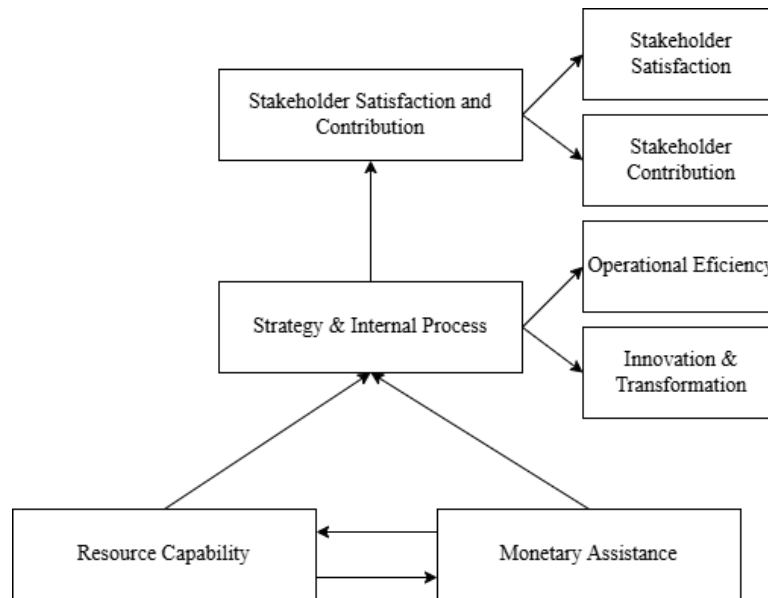 Stakeholder
Satisfaction
Stakeholder Satisfaction and
Contribution
Stakeholder
Contribution
Operational Eficiency
Strategy & Internal Process
Innovation &
Transformation
Resource Capability
Monetary Assistance